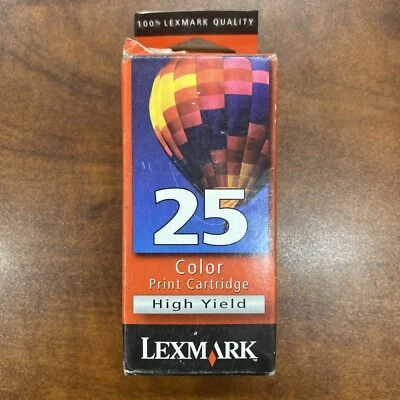 100% LEXMARK QUALITY
25
Color
Print Cartridge
High Yield
LEXMARK